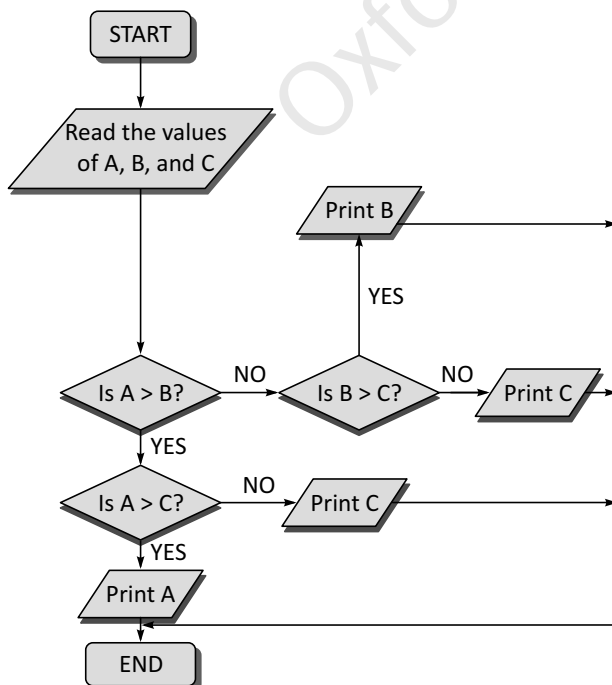 START
Oxfo
Read the values
of A, B, and C
Print B
YES
Is A > B?
NO
Is B > C?
NO
Print C
YES
Is A > C?
NO
Print C
YES
Print A
END